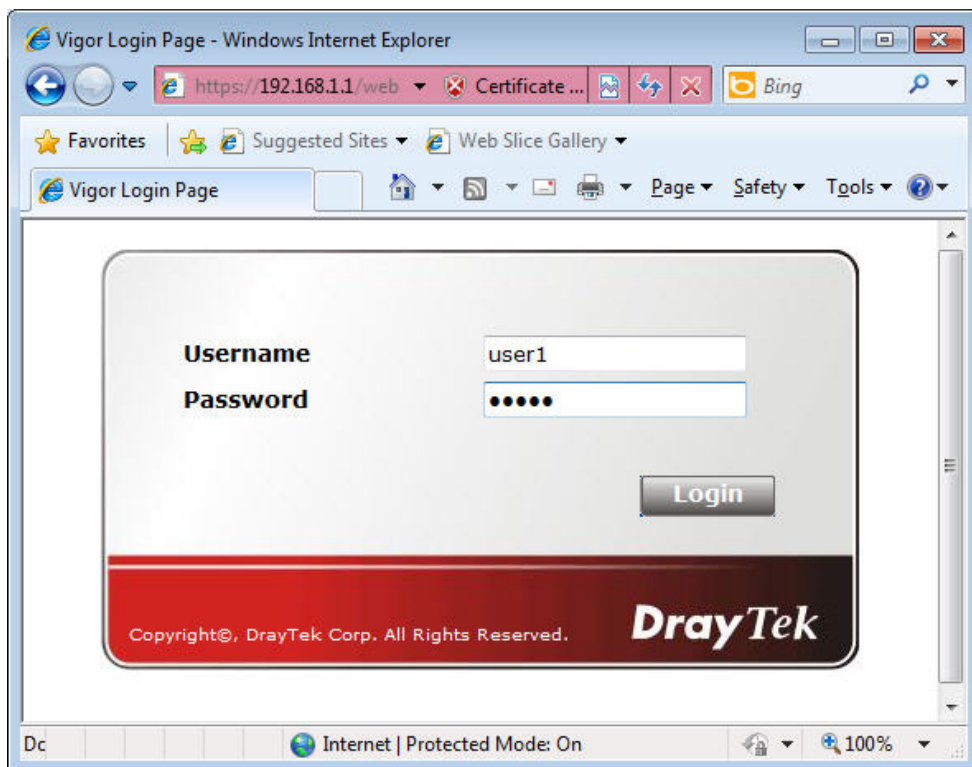 Vigor Login Page - Windows Internet Explorer
https://192.168.1.1/web Certificate ... Bing
Favorites Suggested Sites Web Slice Gallery
Vigor Login Page Page Safety Tools
Username user1
Password •••••
Login
Copyright©, DrayTek Corp. All Rights Reserved. DrayTek
Dc Internet | Protected Mode: On 100%